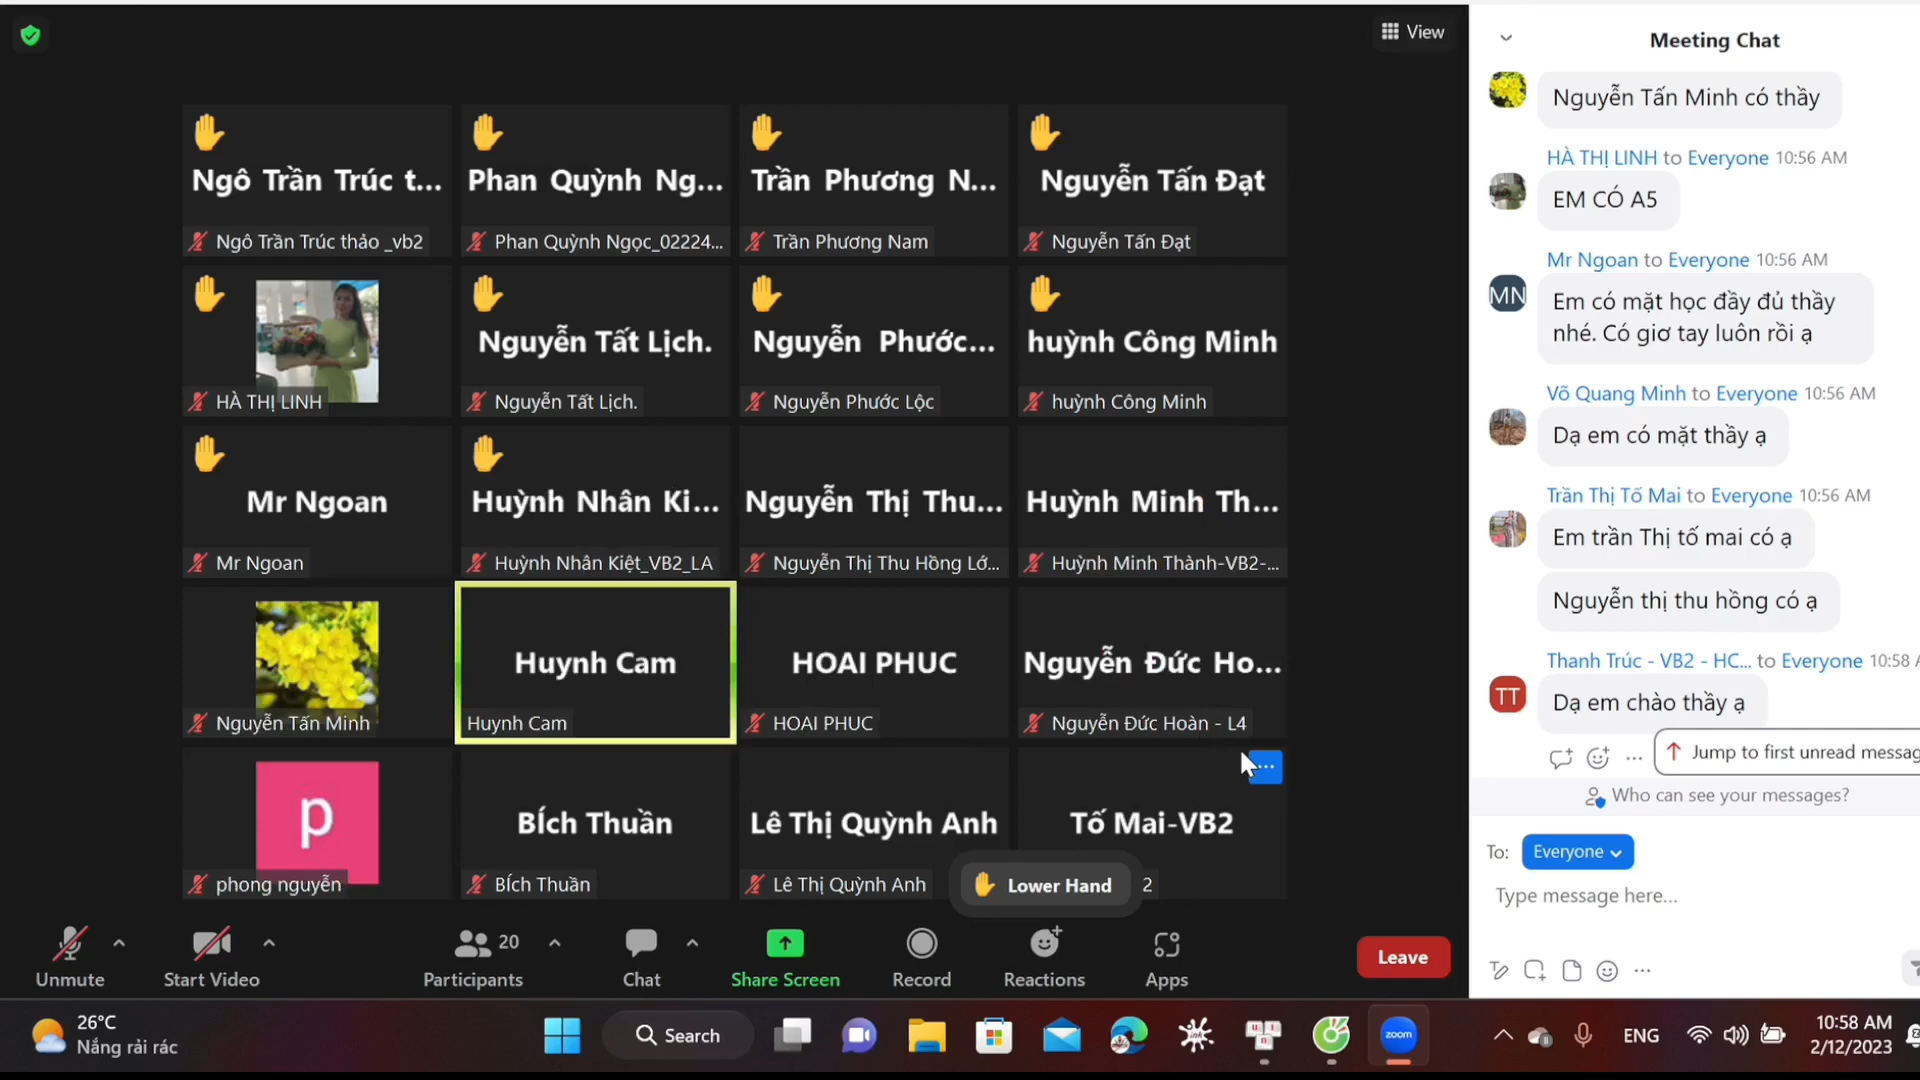 View
Ngô Trần Trúc t...
Phan Quỳnh Ng...
Trần Phương N...
Nguyễn Tấn Đạt
Ngô Trần Trúc thảo _vb2
Phan Quỳnh Ngọc_02224...
Trần Phương Nam
Nguyễn Tấn Đạt
Nguyễn Tất Lịch.
Nguyễn Phước...
huỳnh Công Minh
HÀ THỊ LINH
Nguyễn Tất Lịch.
Nguyễn Phước Lộc
huỳnh Công Minh
Mr Ngoan
Huỳnh Nhân Ki...
Nguyễn Thị Thu...
Huỳnh Minh Th...
Mr Ngoan
Huỳnh Nhân Kiệt_VB2_LA
Nguyễn Thị Thu Hồng Lớ...
Huỳnh Minh Thành-VB2-...
Huynh Cam
HOAI PHUC
Nguyễn Đức Ho...
Nguyễn Tấn Minh
Huynh Cam
HOAI PHUC
Nguyễn Đức Hoàn - L4
p
BÍch Thuần
Lê Thị Quỳnh Anh
Tố Mai-VB2
phong nguyễn
BÍch Thuần
Lê Thị Quỳnh Anh
Lower Hand
2
Unmute
Start Video
20
Participants
Chat
Share Screen
Record
Reactions
Apps
Leave
Meeting Chat
Nguyễn Tấn Minh có thầy
HÀ THỊ LINH to Everyone 10:56 AM
EM CÓ A5
Mr Ngoan to Everyone 10:56 AM
MN
Em có mặt học đầy đủ thầy
nhé. Có giơ tay luôn rồi ạ
Võ Quang Minh to Everyone 10:56 AM
Dạ em có mặt thầy ạ
Trần Thị Tố Mai to Everyone 10:56 AM
Em trần Thị tố mai có ạ
Nguyễn thị thu hồng có ạ
Thanh Trúc - VB2 - HC... to Everyone 10:58
TT
Dạ em chào thầy ạ
Jump to first unread messag
Who can see your messages?
To: Everyone
Type message here...
26°C
Nắng rải rác
Search
ink
zoom
ENG
10:58 AM
2/12/2023